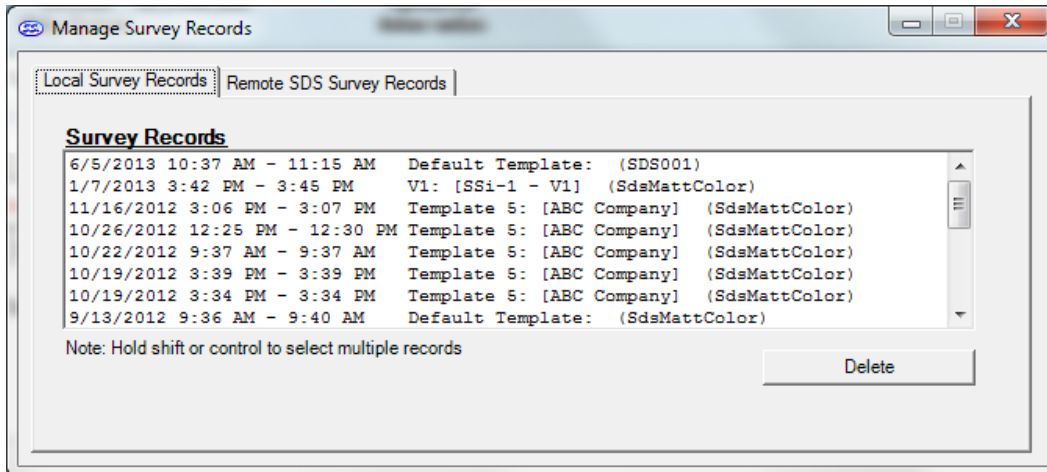 Manage Survey Records
Local Survey Records Remote SDS Survey Records
Survey Records
6/5/2013 10:37 AM - 11:15 AM Default Template: (SDS001)
1/7/2013 3:42 PM - 3:45 PM V1: [SSi-1 - V1] (SdsMattColor)
11/16/2012 3:06 PM - 3:07 PM Template 5: [ABC Company] (SdsMattColor)
10/26/2012 12:25 PM - 12:30 PM Template 5: [ABC Company] (SdsMattColor)
10/22/2012 9:37 AM - 9:37 AM Template 5: [ABC Company] (SdsMattColor)
10/19/2012 3:39 PM - 3:39 PM Template 5: [ABC Company] (SdsMattColor)
10/19/2012 3:34 PM - 3:34 PM Template 5: [ABC Company] (SdsMattColor)
9/13/2012 9:36 AM - 9:40 AM Default Template: (SdsMattColor)
Note: Hold shift or control to select multiple records
Delete